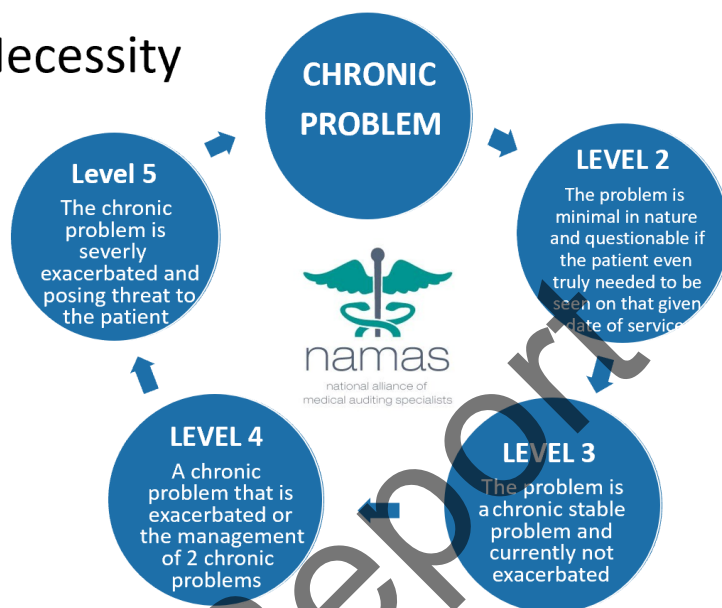 Necessity
CHRONIC
PROBLEM
LEVEL 2
The problem is
minimal in nature
and questionable if
the patient even
truly needed to be
seen on that given
date of service
LEVEL 3
The problem is
a chronic stable
problem and
currently not
exacerbated
LEVEL 4
A chronic
problem that is
exacerbated or
the management
of 2 chronic
problems
Level 5
The chronic
problem is
severly
exacerbated and
posing threat to
the patient
namas
national alliance of
medical auditing specialists
report